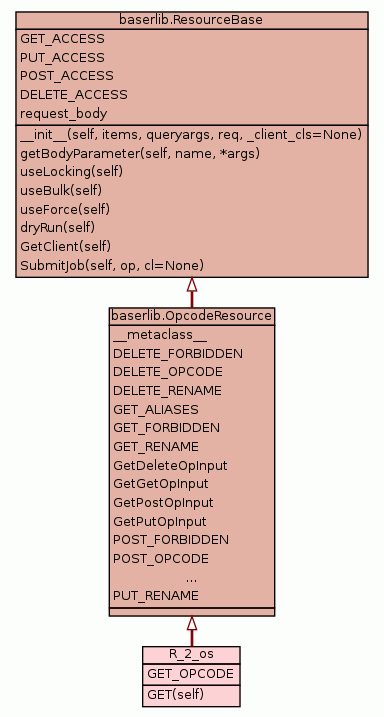 baserlib.ResourceBase
GET_ACCESS
PUT_ACCESS
POST_ACCESS
DELETE_ACCESS
request_body
__init__(self, items, queryargs, req, _client_cls=None)
getBodyParameter(self, name, *args)
useLocking(self)
useBulk(self)
useForce(self)
dryRun(self)
GetClient(self)
SubmitJob(self, op, cl=None)
baserlib.OpcodeResource
__metaclass__
DELETE_FORBIDDEN
DELETE_OPCODE
DELETE_RENAME
GET_ALIASES
GET_FORBIDDEN
GET_RENAME
GetDeleteOpInput
GetGetOpInput
GetPostOpInput
GetPutOpInput
POST_FORBIDDEN
POST_OPCODE
...
PUT_RENAME
R_2_os
GET_OPCODE
GET(self)